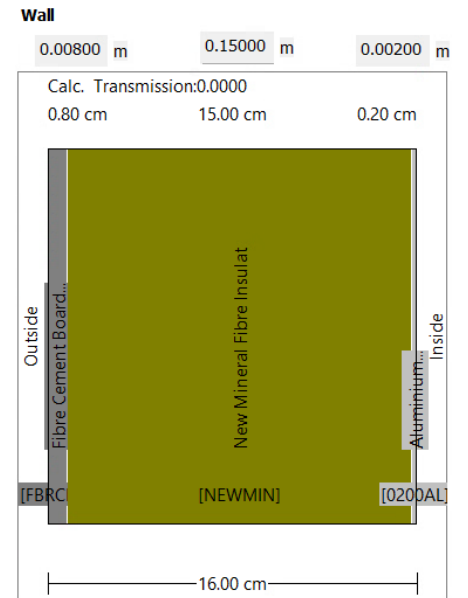 Wall
0.00800 m 0.15000 m 0.00200 m
Calc. Transmission:0.0000
0.80 cm 15.00 cm 0.20 cm
Outside
Fibre Cement Board...
New Mineral Fibre Insulat
Aluminium...
Inside
[FBRCI [NEWMIN] [0200AL]
16.00 cm